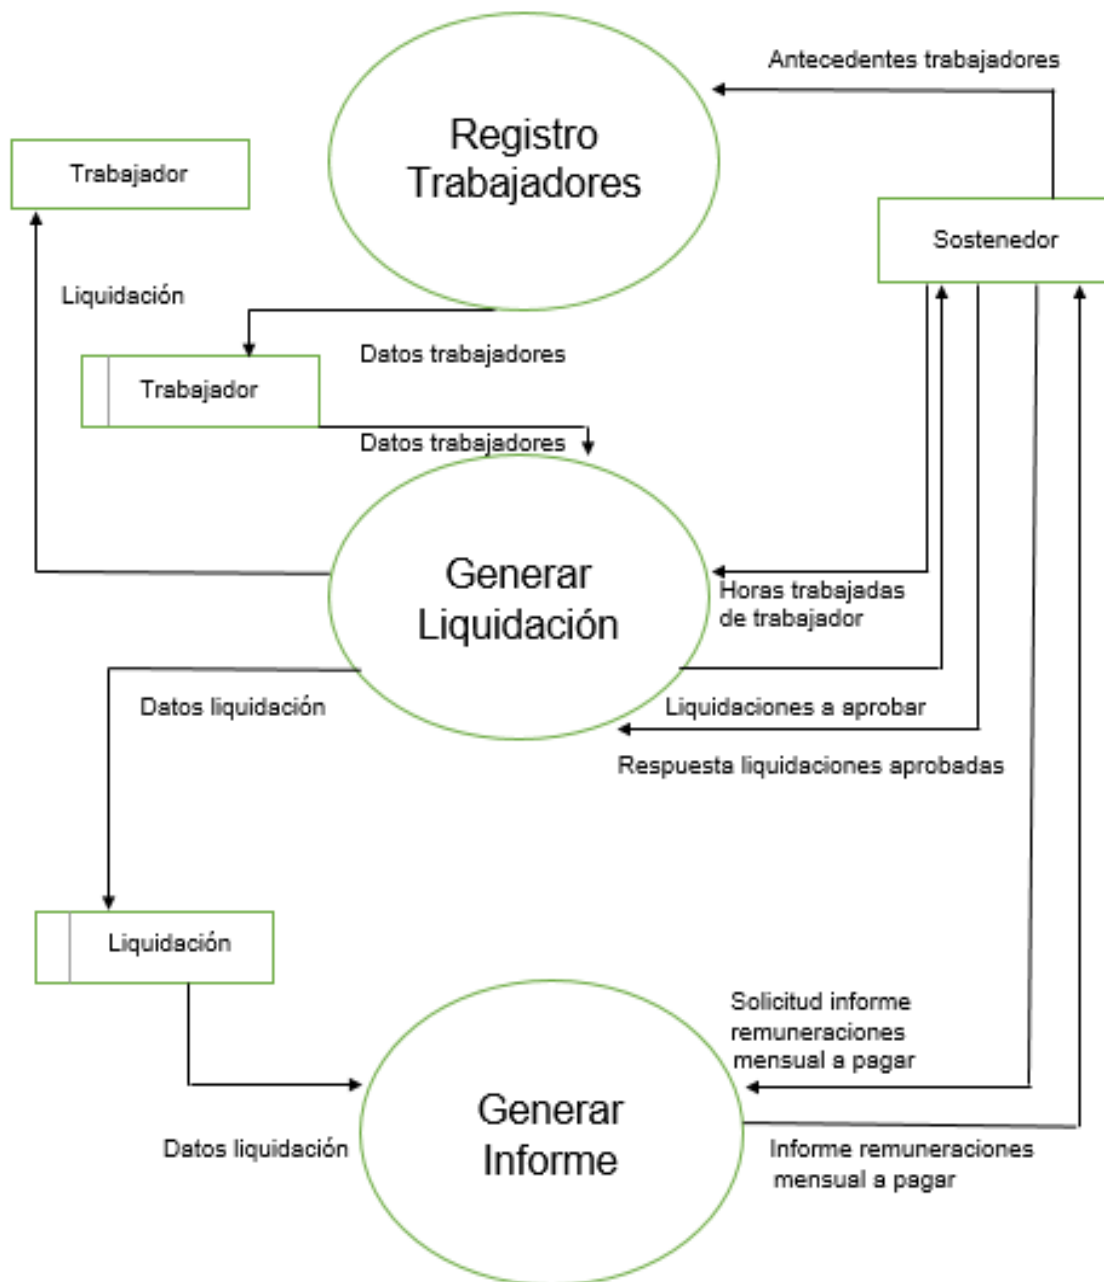 Antecedentes trabajadores
Registro
Trabajadores
Trabajador
Sostenedor
Liquidación
Datos trabajadores
Trabajador
Datos trabajadores
Generar
Liquidación
Horas trabajadas
de trabajador
Datos liquidación
Liquidaciones a aprobar
Respuesta liquidaciones aprobadas
Liquidación
Solicitud informe
remuneraciones
mensual a pagar
Generar
Informe
Datos liquidación
Informe remuneraciones
mensual a pagar